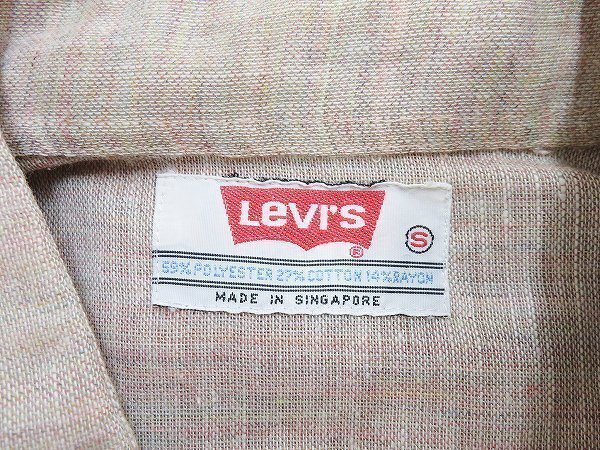 Levi's
®
S
59% POLYESTER 27% COTTON 14% RAYON
MADE IN SINGAPORE